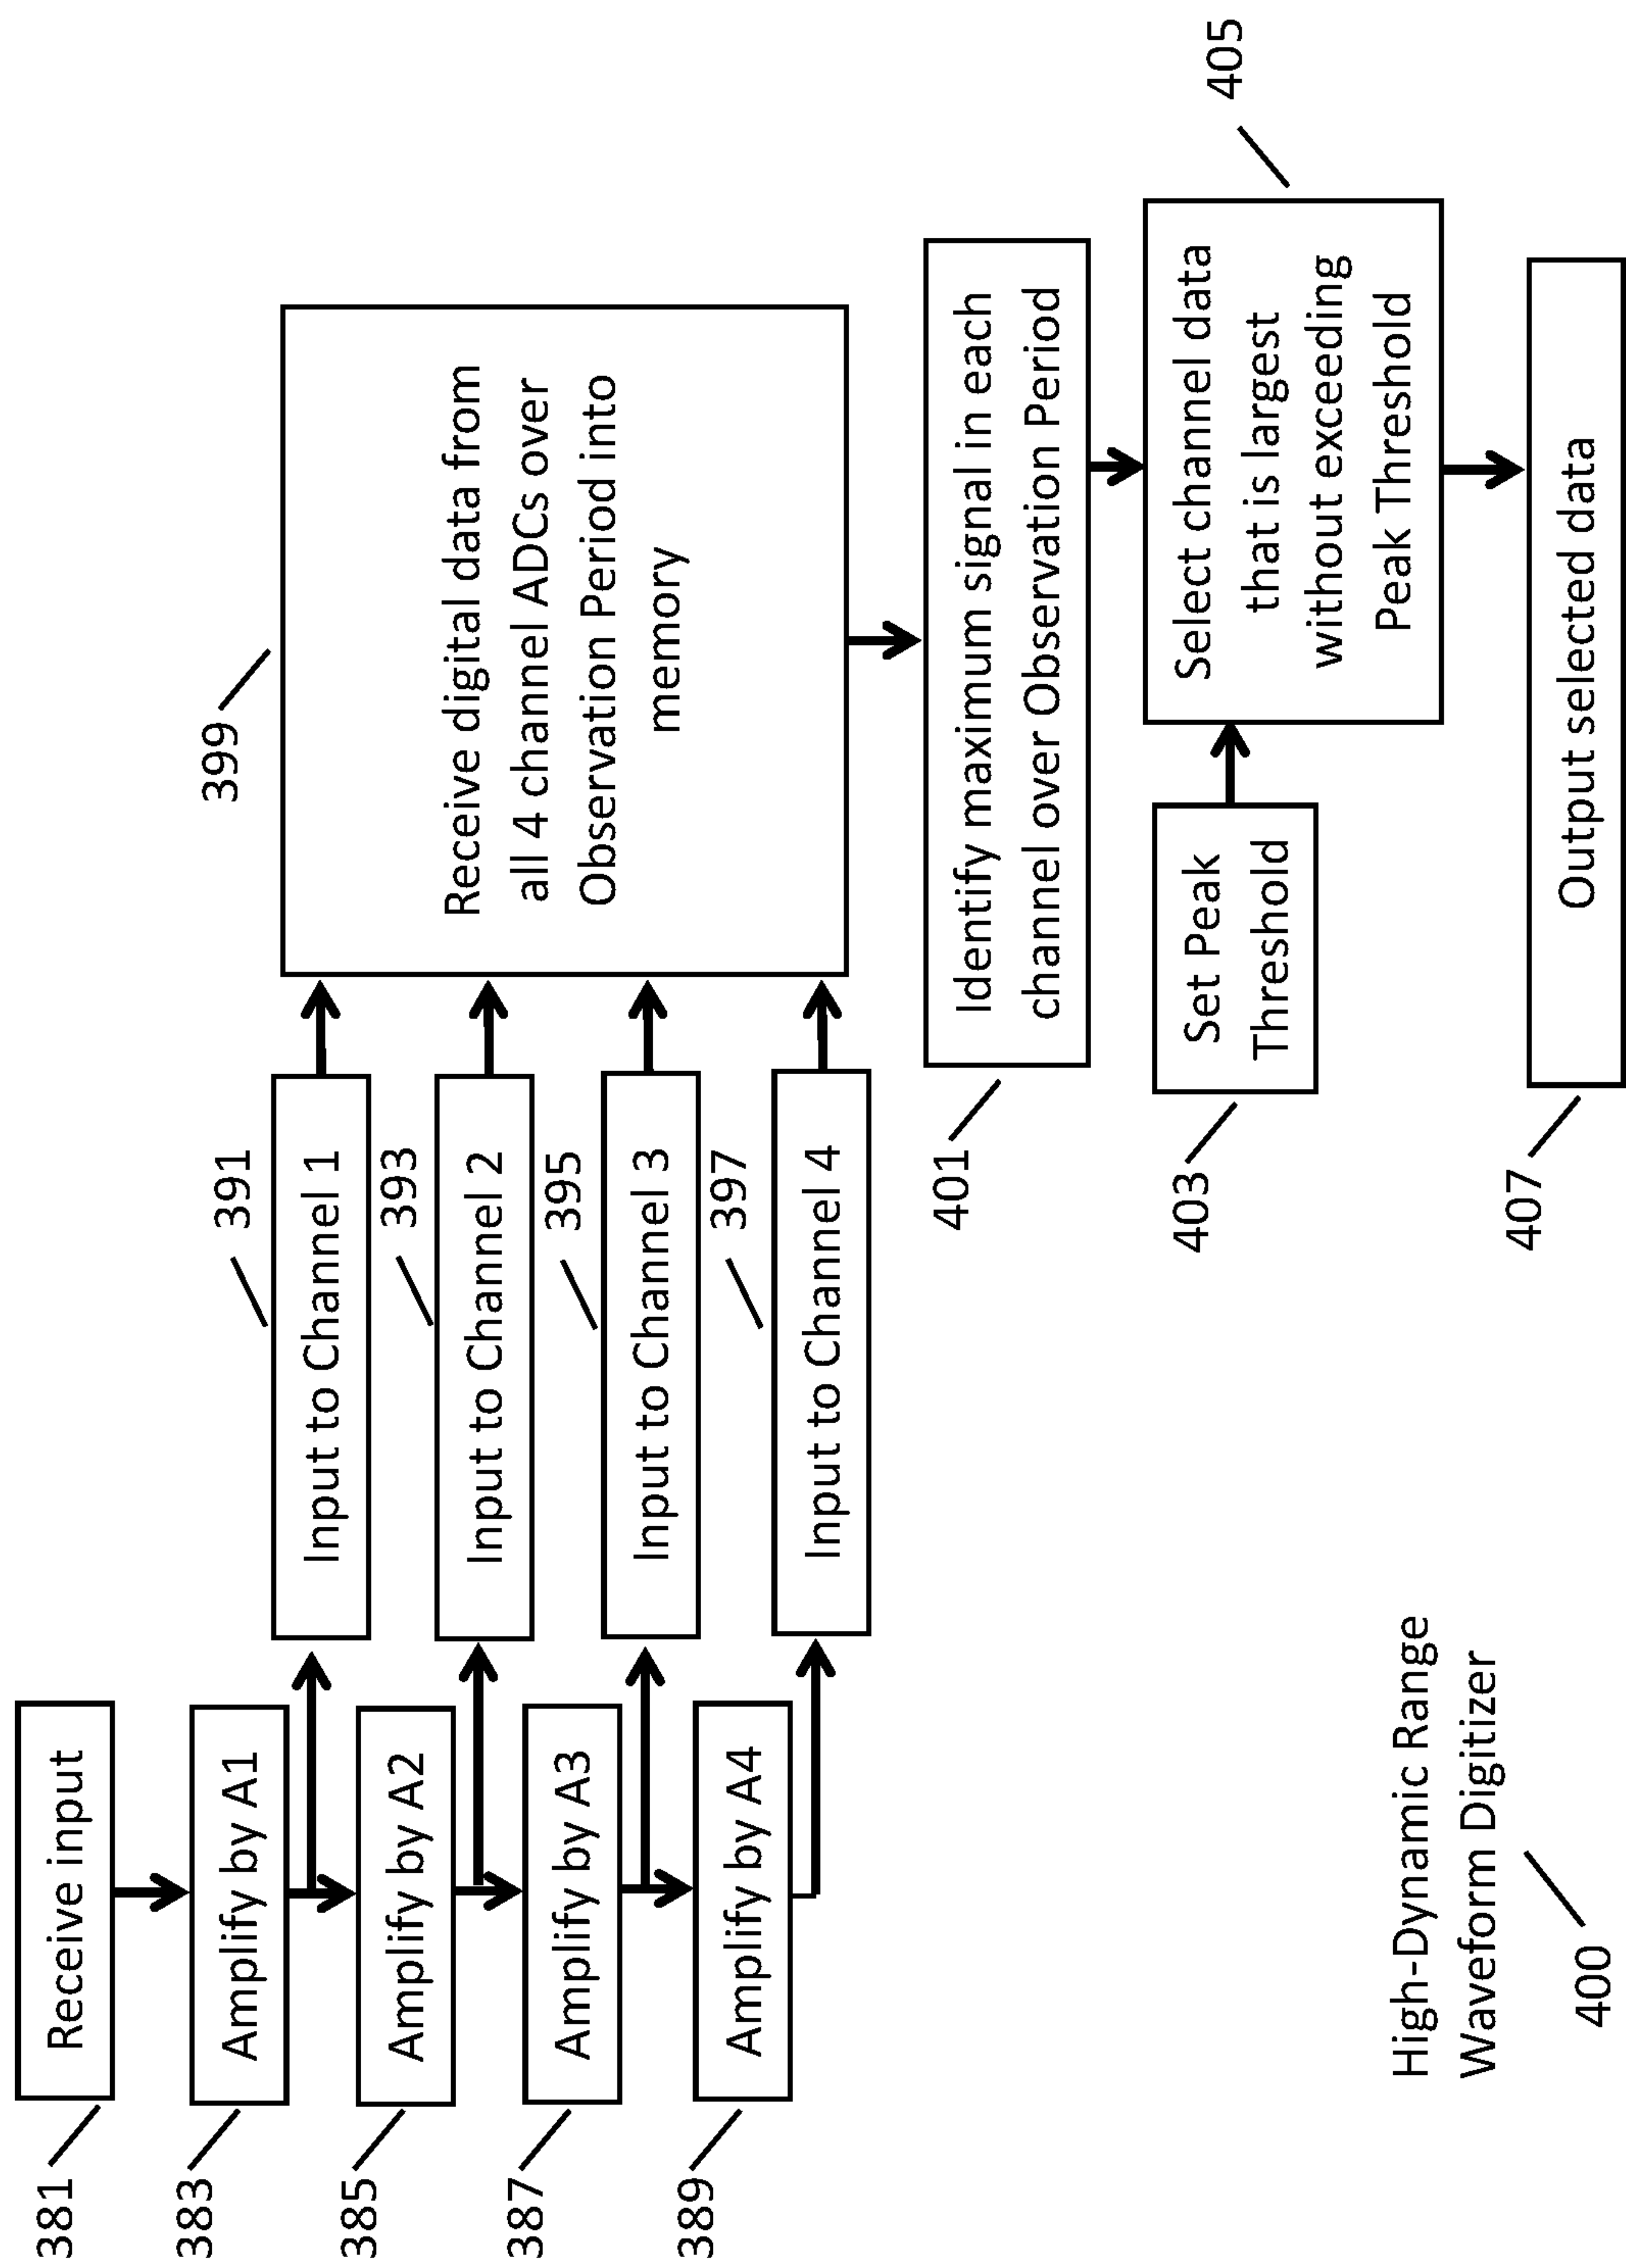 381
Receive input
383
Amplify by A1
391
Input to Channel 1
385
Amplify by A2
393
Input to Channel 2
387
Amplify by A3
395
Input to Channel 3
389
Amplify by A4
397
Input to Channel 4
399
Receive digital data from
all 4 channel ADCs over
Observation Period into
memory
401
Identify maximum signal in each
channel over Observation Period
403
Set Peak
Threshold
405
Select channel data
that is largest
without exceeding
Peak Threshold
407
Output selected data
High-Dynamic Range
Waveform Digitizer
400